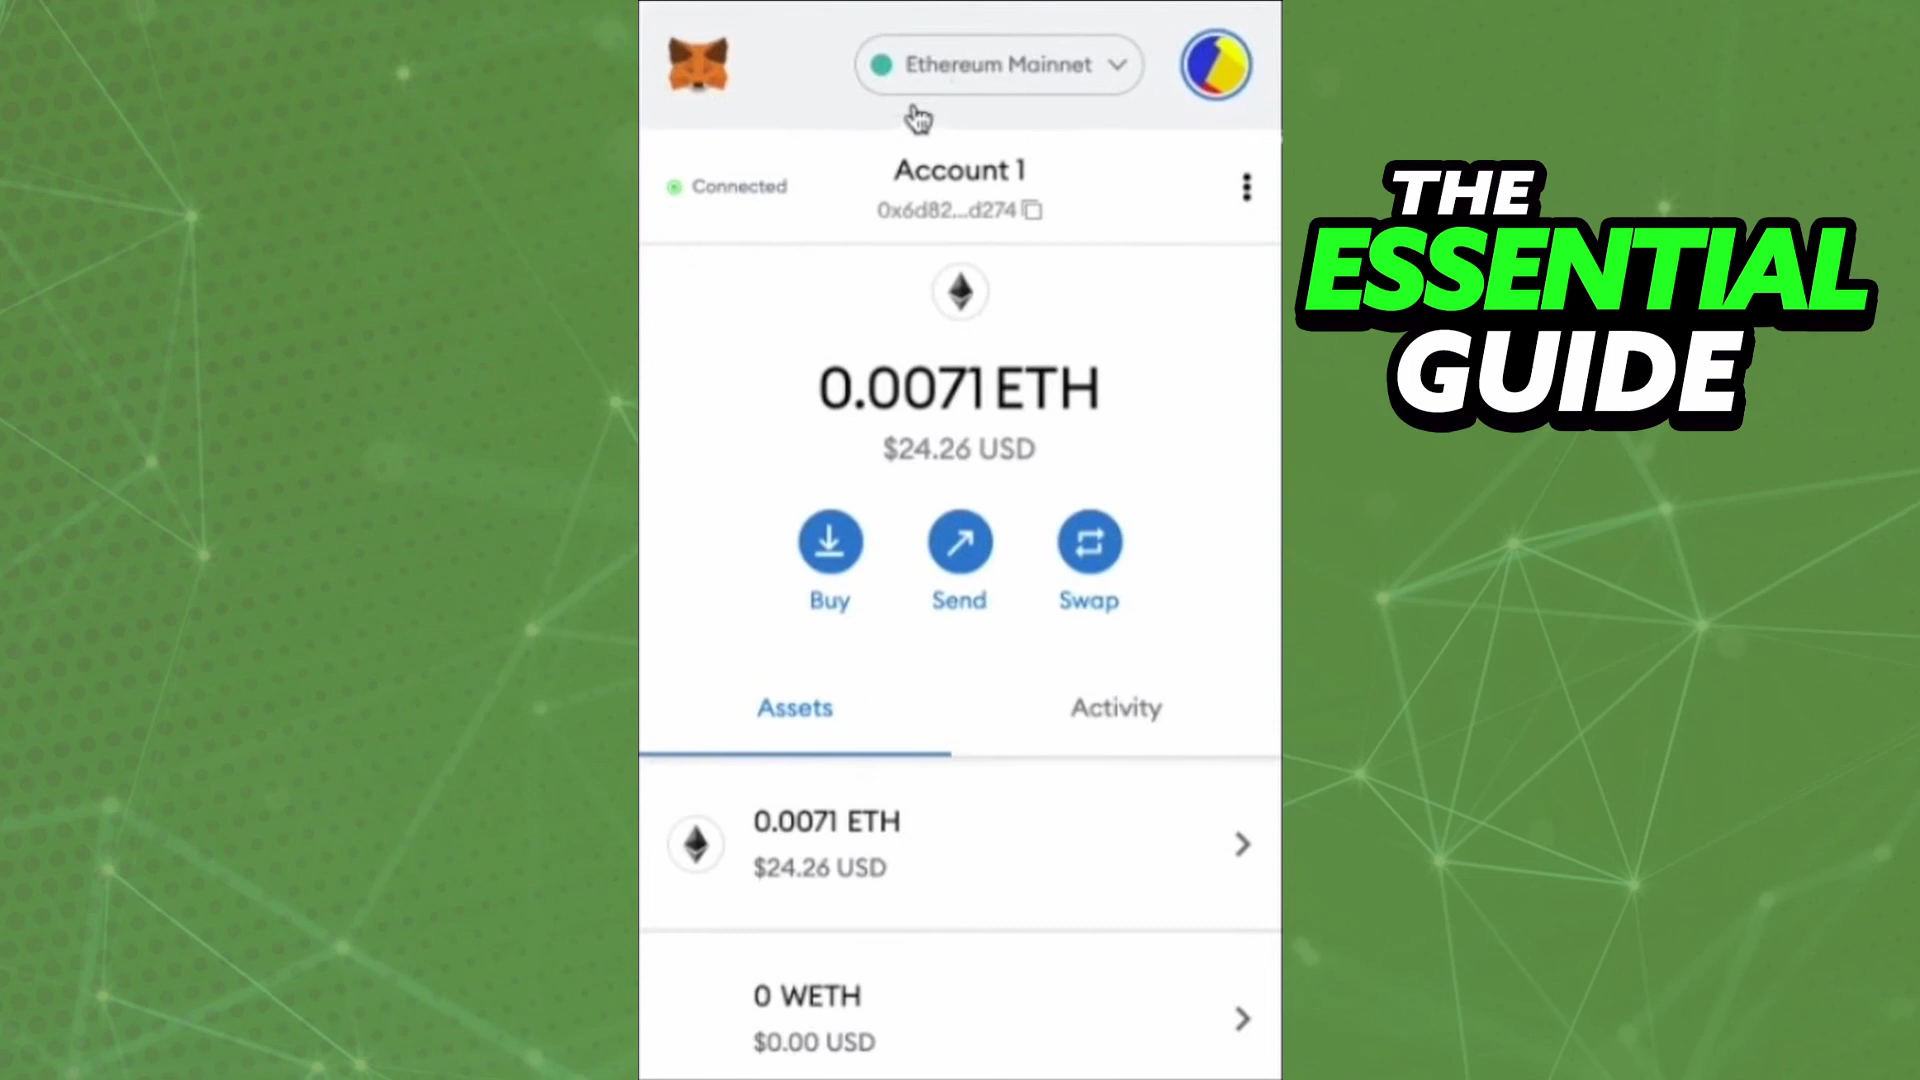 Ethereum Mainnet
Connected
Account 1
0x6d82...d274
0.0071 ETH
$24.26 USD
Buy
Send
Swap
Assets
Activity
0.0071 ETH
$24.26 USD
0 WETH
$0.00 USD
THE
ESSENTIAL
GUIDE